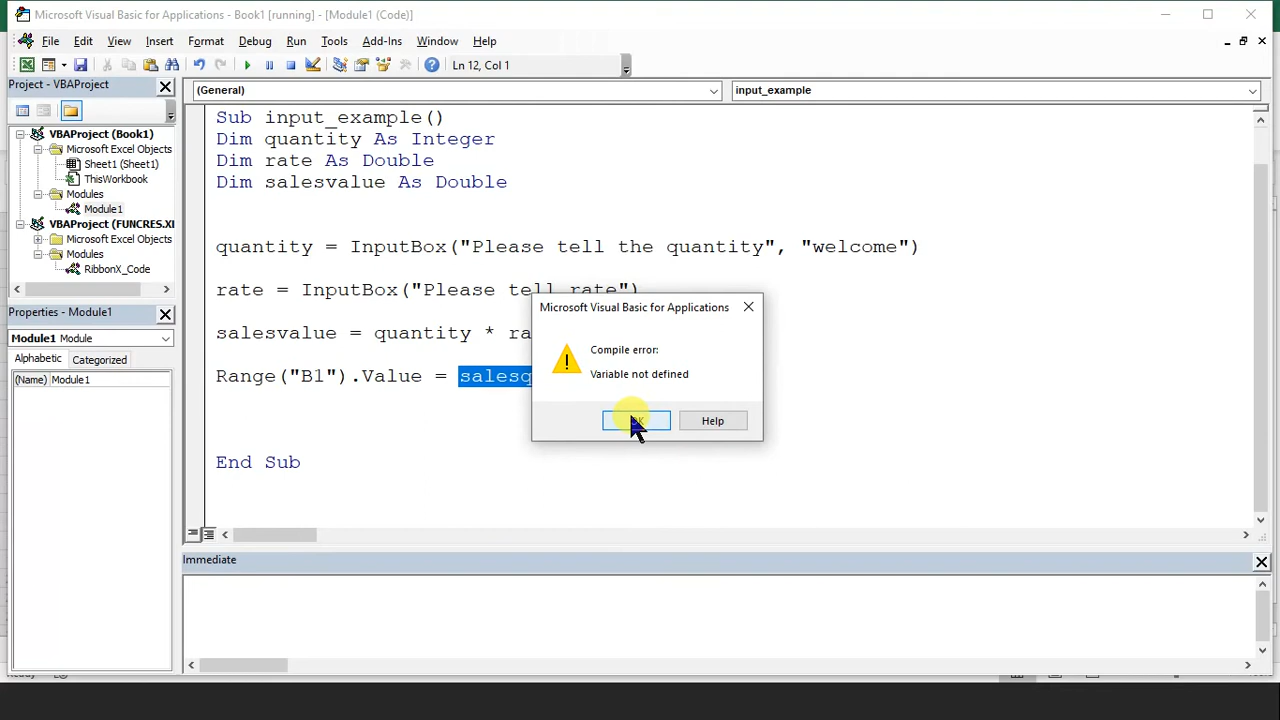 Microsoft Visual Basic for Applications - Book1 [running] - [Module1 (Code)]
File Edit View Insert Format Debug Run Tools Add-Ins Window Help
Ln 12, Col 1
Project - VBAProject
VBAProject (Book1)
Microsoft Excel Objects
Sheet1 (Sheet1)
ThisWorkbook
Modules
Module1
VBAProject (FUNCRES.XL
Microsoft Excel Objects
Modules
RibbonX_Code
Properties - Module1
Module1 Module
Alphabetic Categorized
(Name) Module1
(General) input_example
Sub input_example()
Dim quantity As Integer
Dim rate As Double
Dim salesvalue As Double
quantity = InputBox("Please tell the quantity", "welcome")
rate = InputBox("Please tell rate")
salesvalue = quantity * ra
Range("B1").Value = salesq
End Sub
Microsoft Visual Basic for Applications
Compile error:
Variable not defined
Help
Immediate